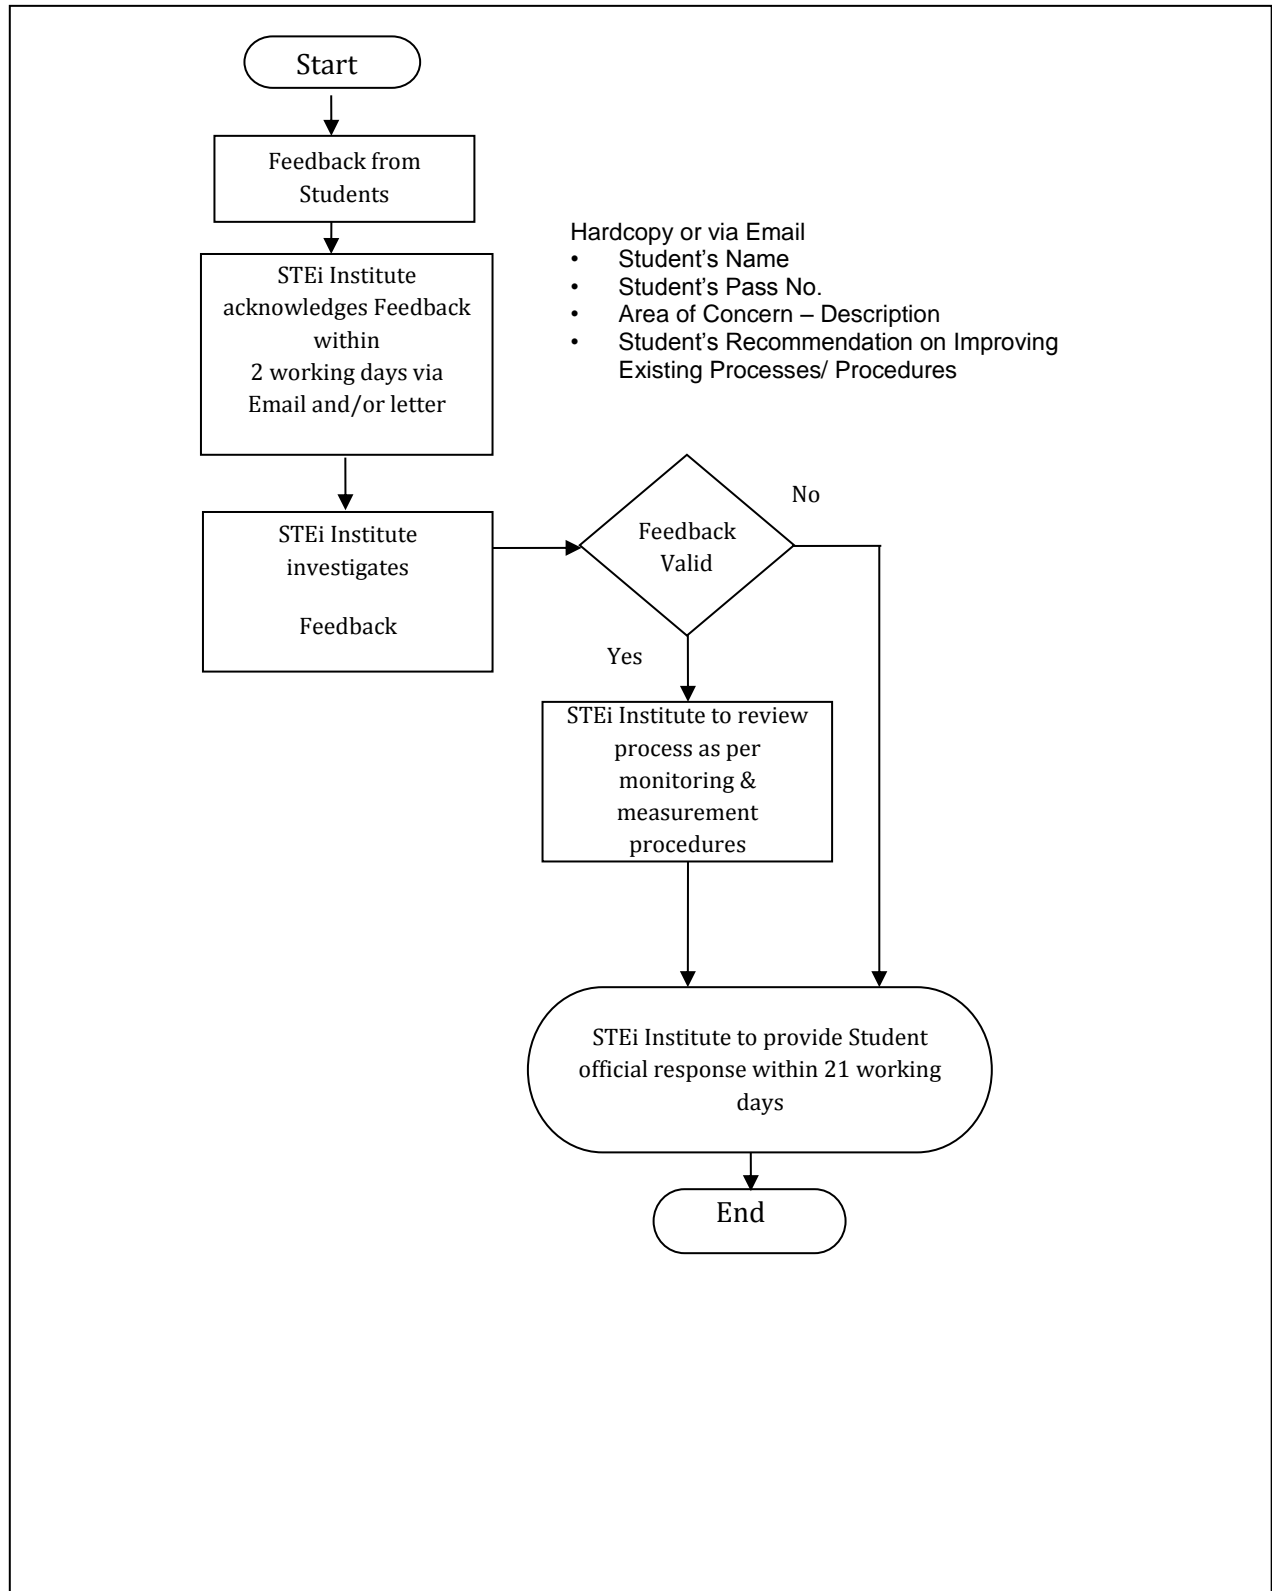 Start
Feedback from
Students
Hardcopy or via Email
• Student’s Name
• Student’s Pass No.
• Area of Concern – Description
• Student’s Recommendation on Improving
Existing Processes/ Procedures
STEi Institute
acknowledges Feedback
within
2 working days via
Email and/or letter
STEi Institute
investigates
Feedback
Feedback
Valid
No
Yes
STEi Institute to review
process as per
monitoring &
measurement
procedures
STEi Institute to provide Student
official response within 21 working
days
End